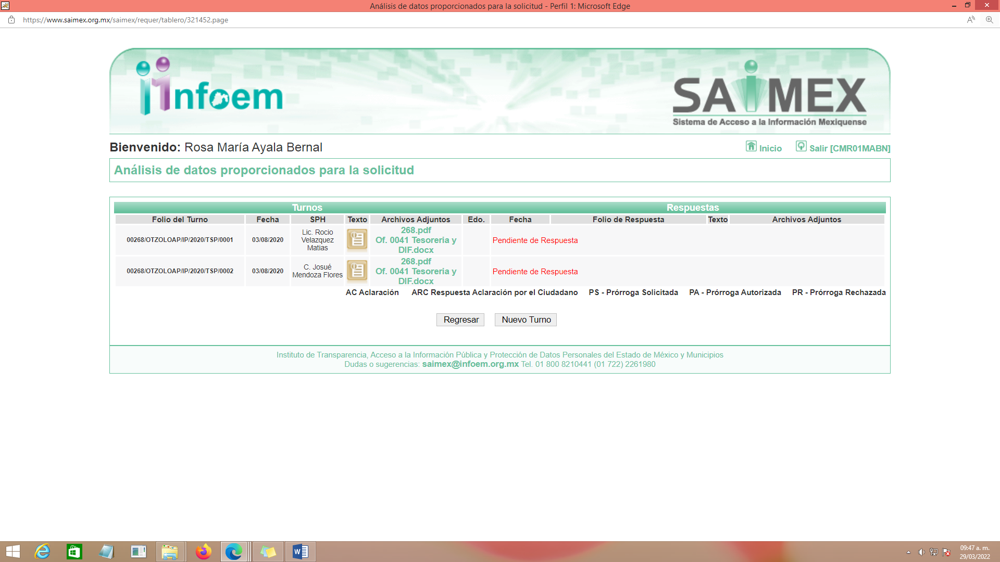 Análisis de datos proporcionados para la solicitud - Perfil 1: Microsoft Edge
https://www.saimex.org.mx/saimex/requer/tablero/321452.page
infoem
SAIMEX
Sistema de Acceso a la Información Mexiquense
Bienvenido: Rosa María Ayala Bernal
Inicio Salir [CMR01MABN]
Análisis de datos proporcionados para la solicitud
Turnos Respuestas
Folio del Turno Fecha SPH Texto Archivos Adjuntos Edo. Fecha Folio de Respuesta Texto Archivos Adjuntos
00268/OTZOLOAP/IP/2020/TSP/0001 03/08/2020 Lic. Rocio Velazquez Matias 268.pdf Of. 0041 Tesoreria y DIF.docx Pendiente de Respuesta
00268/OTZOLOAP/IP/2020/TSP/0002 03/08/2020 C. Josué Mendoza Flores 268.pdf Of. 0041 Tesoreria y DIF.docx Pendiente de Respuesta
AC Aclaración ARC Respuesta Aclaración por el Ciudadano PS - Prórroga Solicitada PA - Prórroga Autorizada PR - Prórroga Rechazada
Regresar Nuevo Turno
Instituto de Transparencia, Acceso a la Información Pública y Protección de Datos Personales del Estado de México y Municipios
Dudas o sugerencias: saimex@infoem.org.mx Tel. 01 800 8210441 (01 722) 2261980
09:47 a. m.
29/03/2022